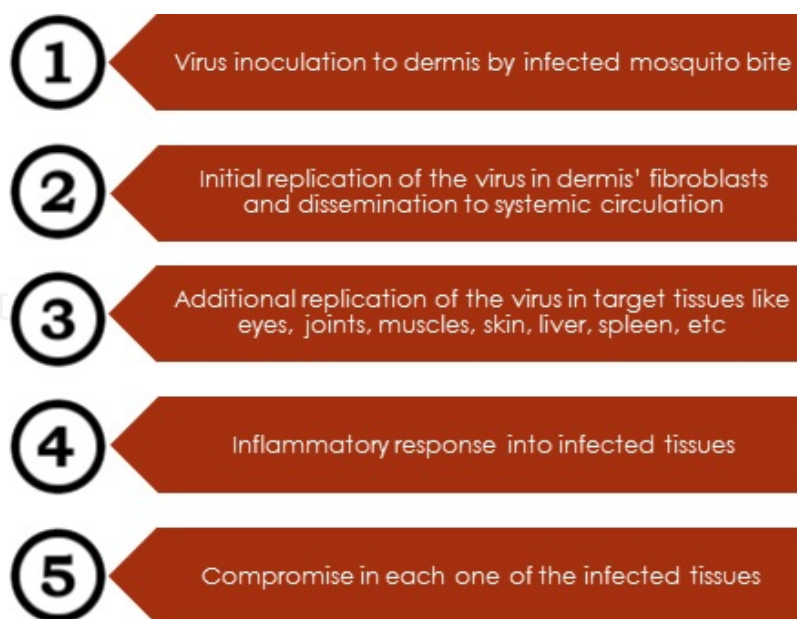 1
Virus inoculation to dermis by infected mosquito bite
2
Initial replication of the virus in dermis’ fibroblasts
and dissemination to systemic circulation
3
Additional replication of the virus in target tissues like
eyes, joints, muscles, skin, liver, spleen, etc
4
Inflammatory response into infected tissues
5
Compromise in each one of the infected tissues